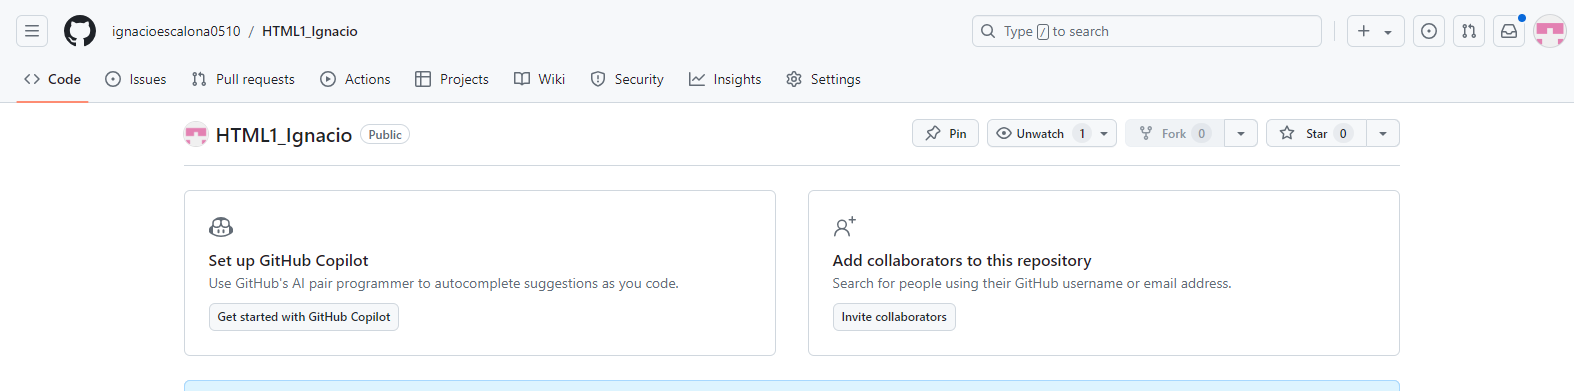 ignacioescalona0510 / HTML1_Ignacio
Type / to search
Code Issues Pull requests Actions Projects Wiki Security Insights Settings
HTML1_Ignacio Public
Pin Unwatch 1 Fork 0 Star 0
Set up GitHub Copilot
Use GitHub's AI pair programmer to autocomplete suggestions as you code.
Get started with GitHub Copilot
Add collaborators to this repository
Search for people using their GitHub username or email address.
Invite collaborators